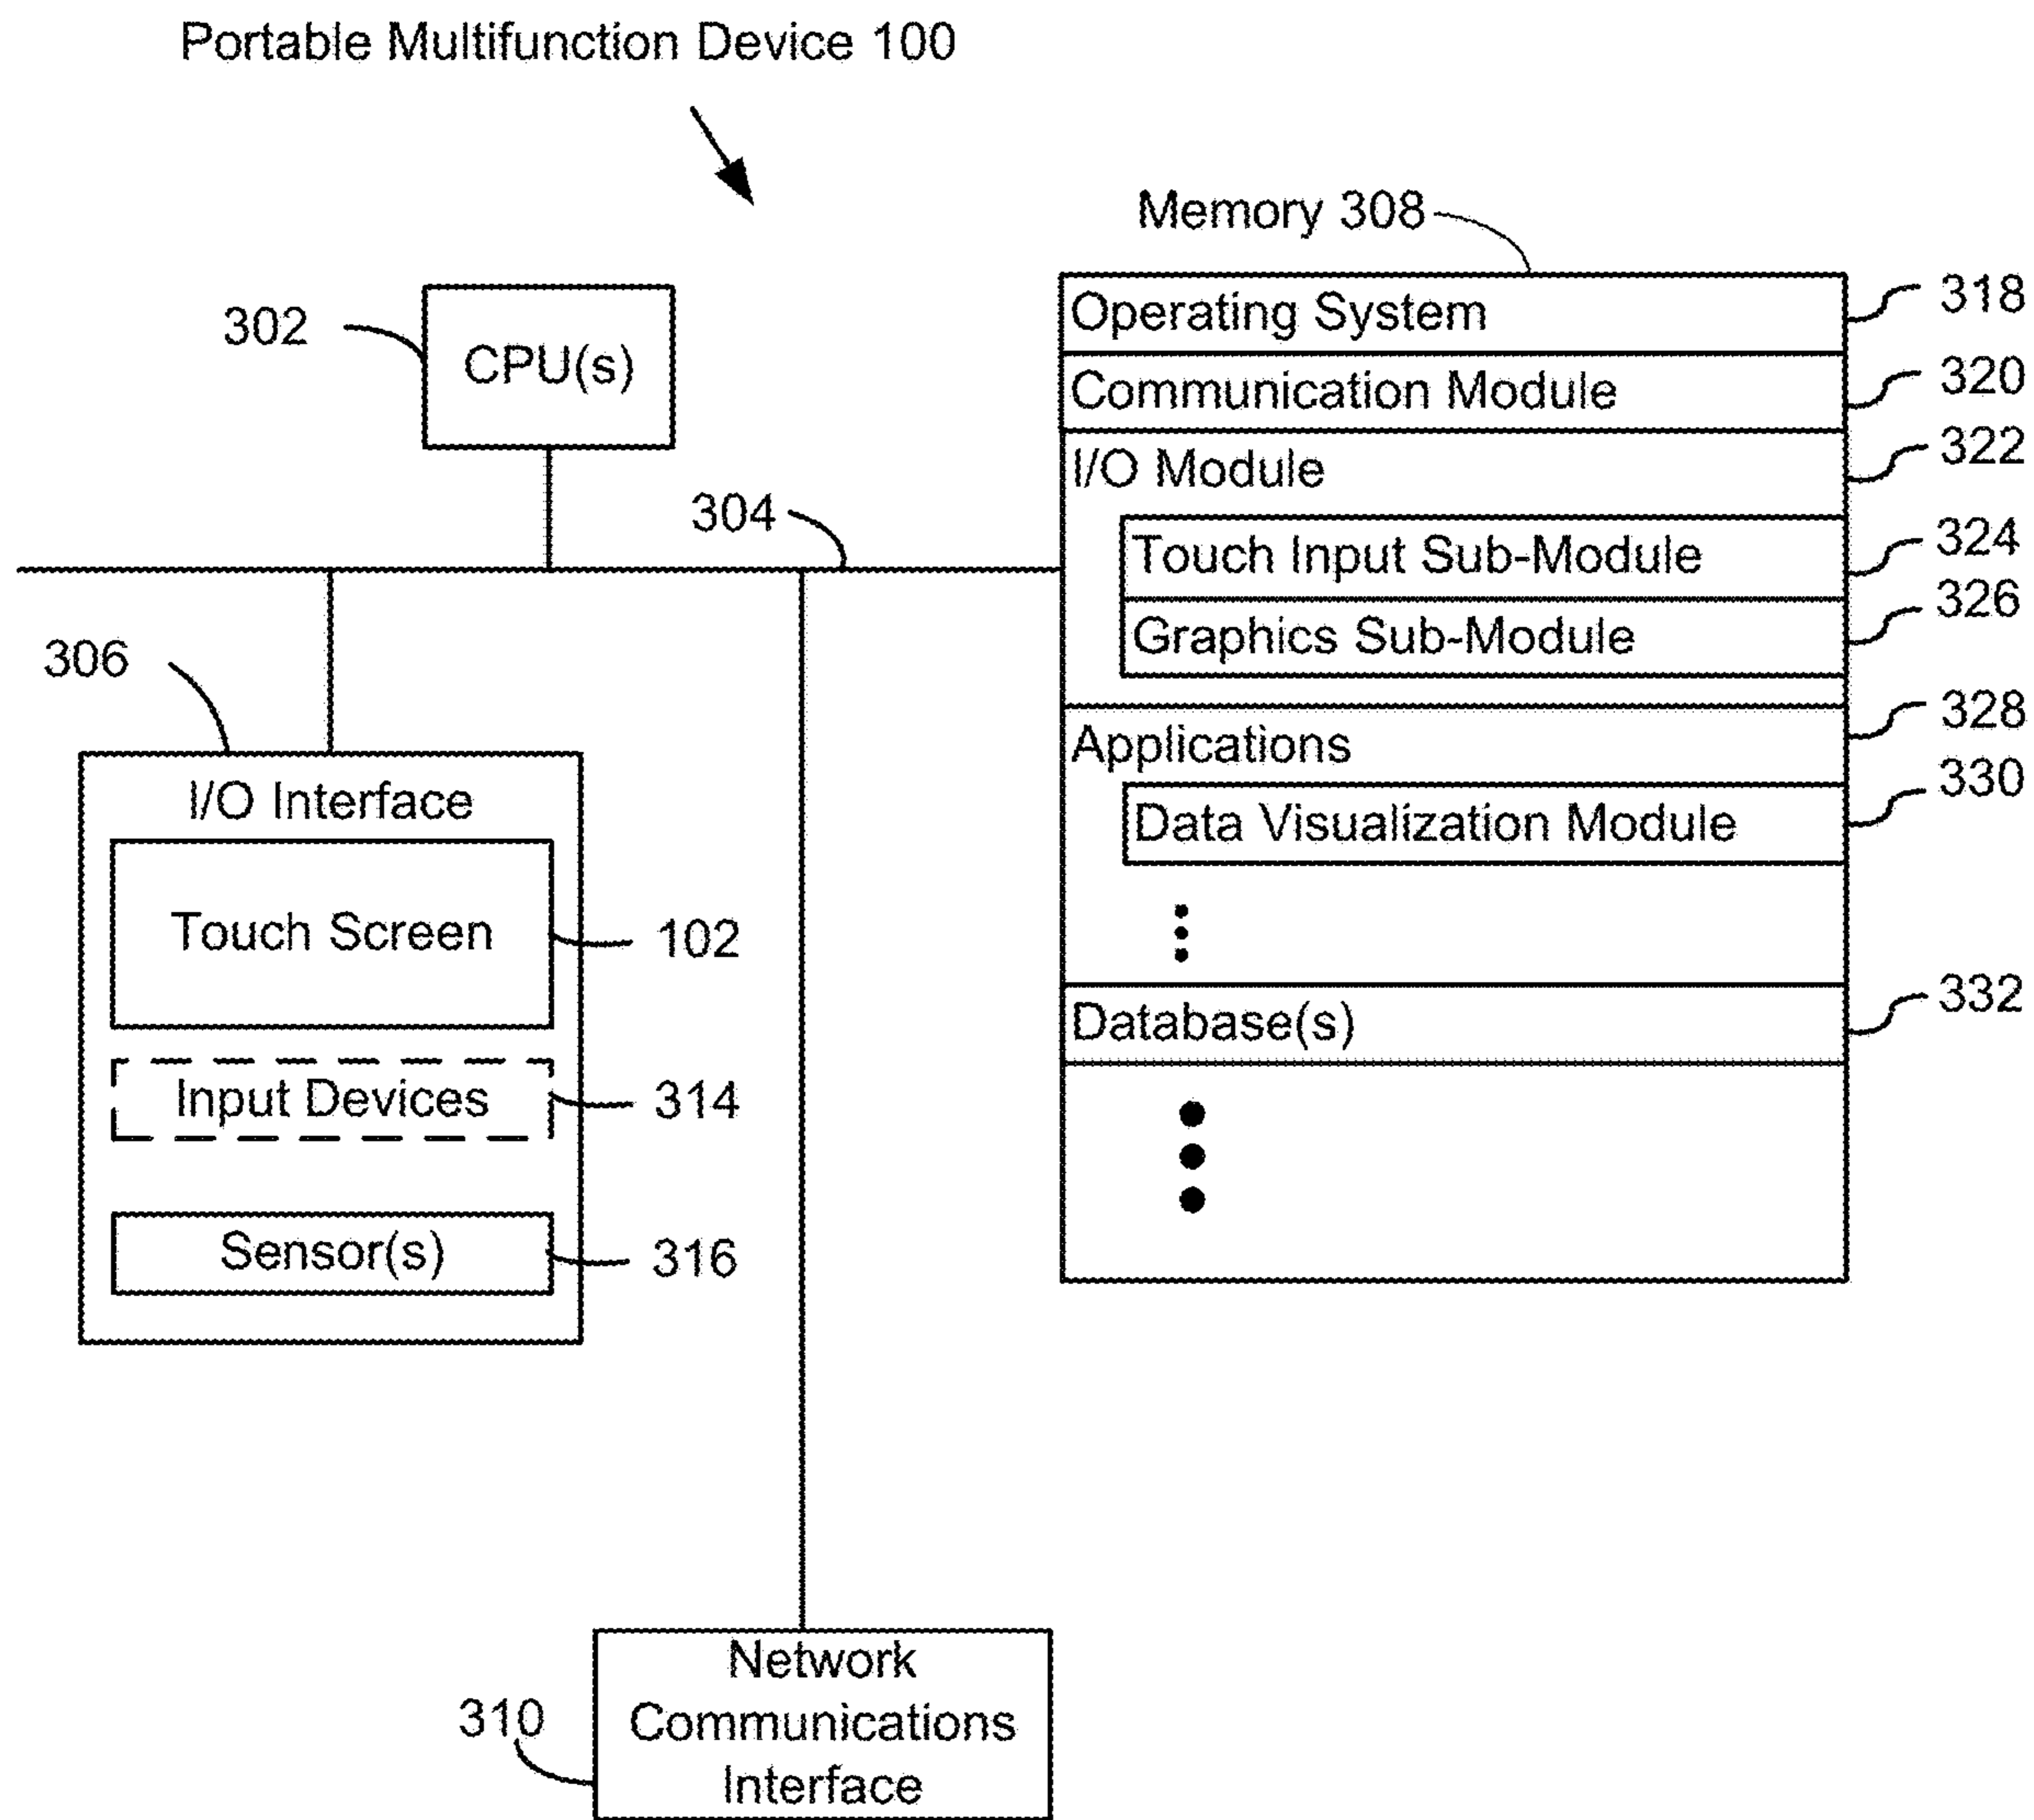 Portable Multifunction Device 100
Memory 308
302
CPU(s)
304
306
I/O Interface
Touch Screen
102
Input Devices
314
Sensor(s)
316
Operating System
318
Communication Module
320
I/O Module
322
Touch Input Sub-Module
324
Graphics Sub-Module
326
Applications
328
Data Visualization Module
330
Database(s)
332
310
Network
Communications
Interface